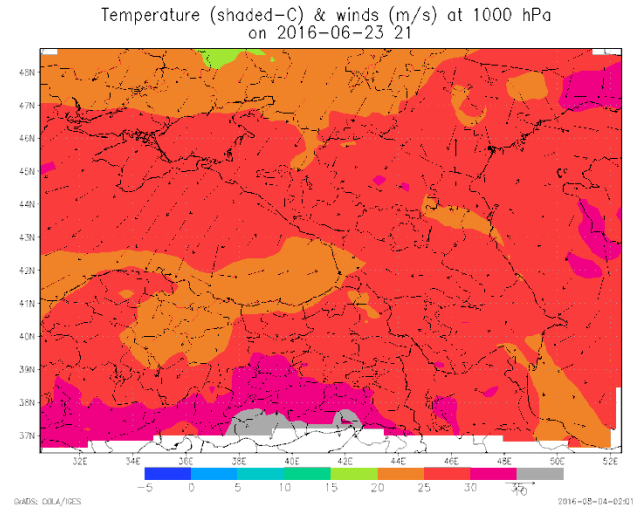 Temperature (shaded-C) & winds (m/s) at 1000 hPa
on 2016-06-23 21
48N
47N
46N
45N
44N
43N
42N
41N
40N
39N
38N
37N
32E 34E 36E 38E 40E 42E 44E 46E 48E 50E 52E
-5 0 5 10 15 20 25 30 35
10
GrADS: COLA/IGES 2016-08-04-02:01